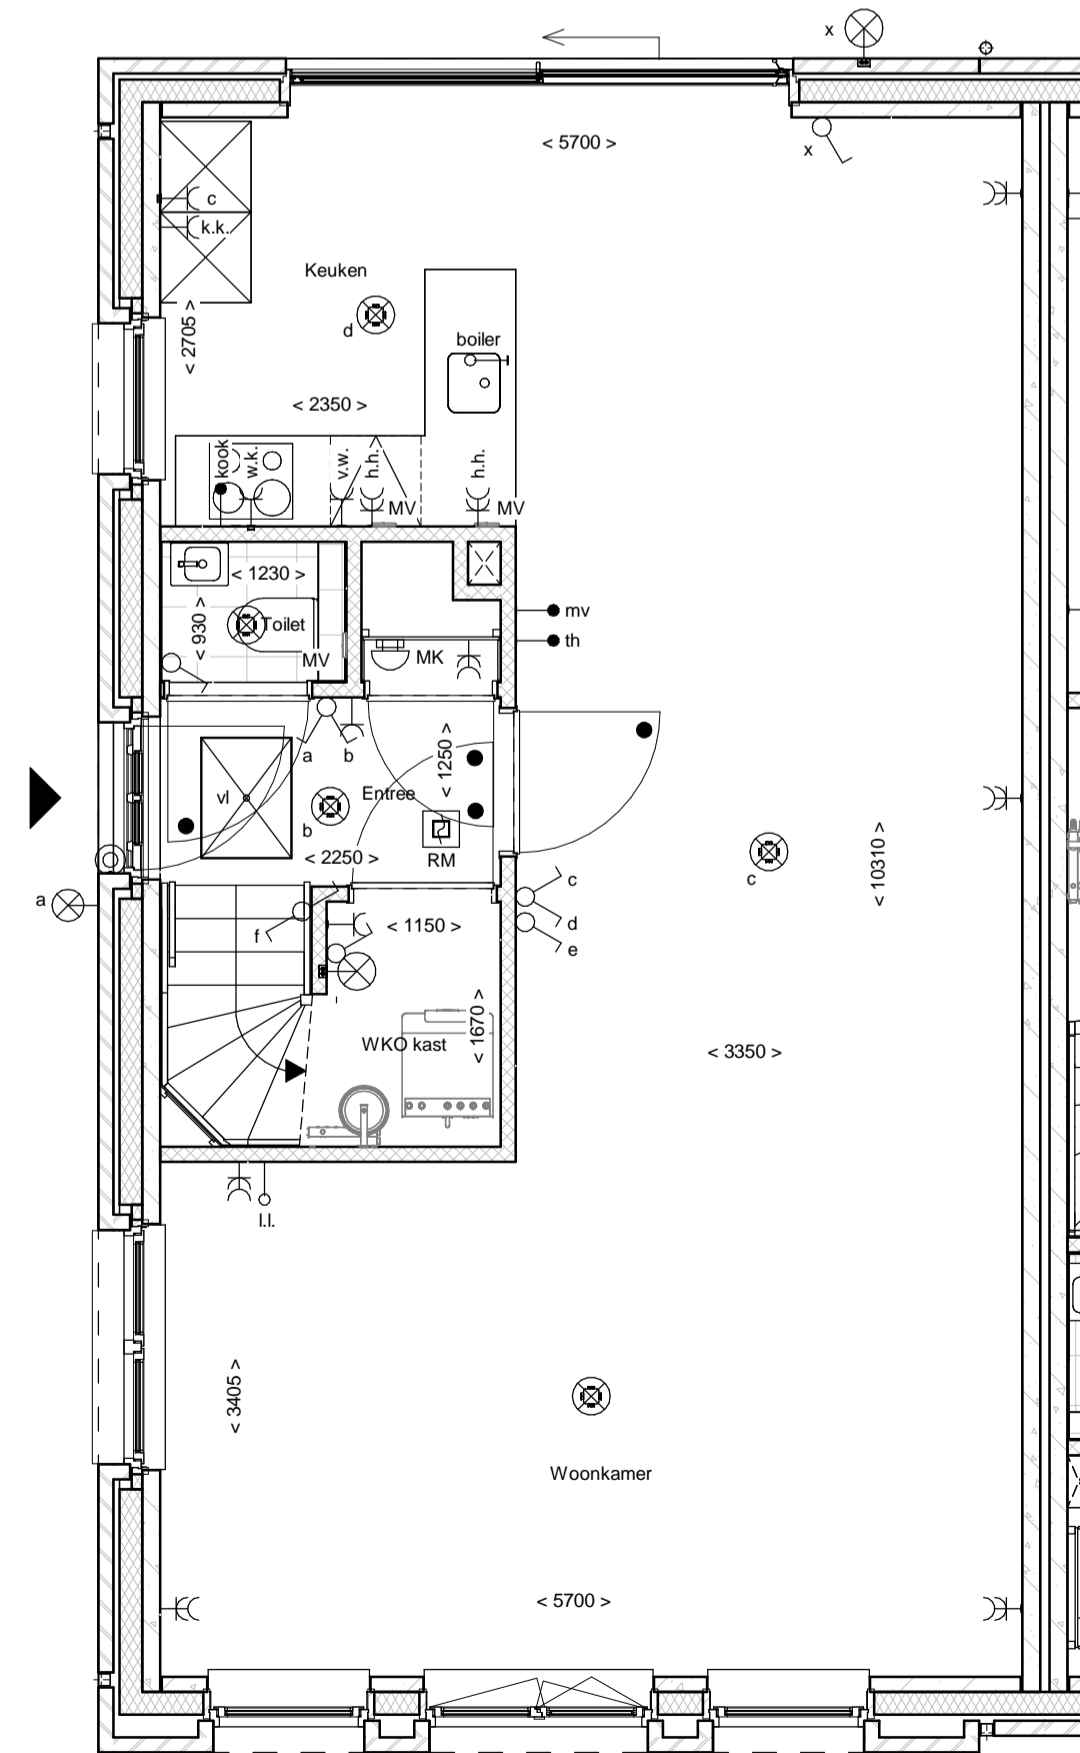 x
< 5700 >
x
c
k.k.
Keuken
< 2705 >
d
boiler
< 2350 >
kook
w.k.
v.w.
h.h.
h.h.
MV
MV
< 1230 >
mv
< 930 >
Toilet
th
MV
MK
a
b
< 1250 >
vl
Entree
b
< 2250 >
RM
c
< 10310 >
c
a
d
f
< 1150 >
e
< 1670 >
WKO kast
< 3350 >
l.l.
< 3405 >
Woonkamer
< 5700 >